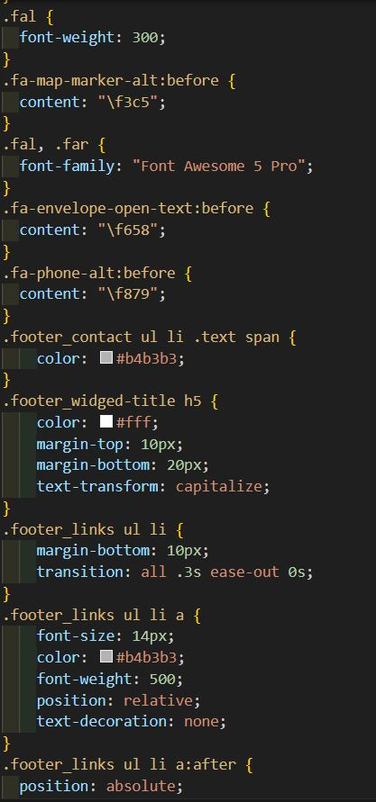 }
.fal {
font-weight: 300;
}
.fa-map-marker-alt:before {
content: "\f3c5";
}
.fal, .far {
font-family: "Font Awesome 5 Pro";
}
.fa-envelope-open-text:before {
content: "\f658";
}
.fa-phone-alt:before {
content: "\f879";
}
.footer_contact ul li .text span {
color: #b4b3b3;
}
.footer_widged-title h5 {
color: #fff;
margin-top: 10px;
margin-bottom: 20px;
text-transform: capitalize;
}
.footer_links ul li {
margin-bottom: 10px;
transition: all .3s ease-out 0s;
}
.footer_links ul li a {
font-size: 14px;
color: #b4b3b3;
font-weight: 500;
position: relative;
text-decoration: none;
}
.footer_links ul li a:after {
position: absolute;